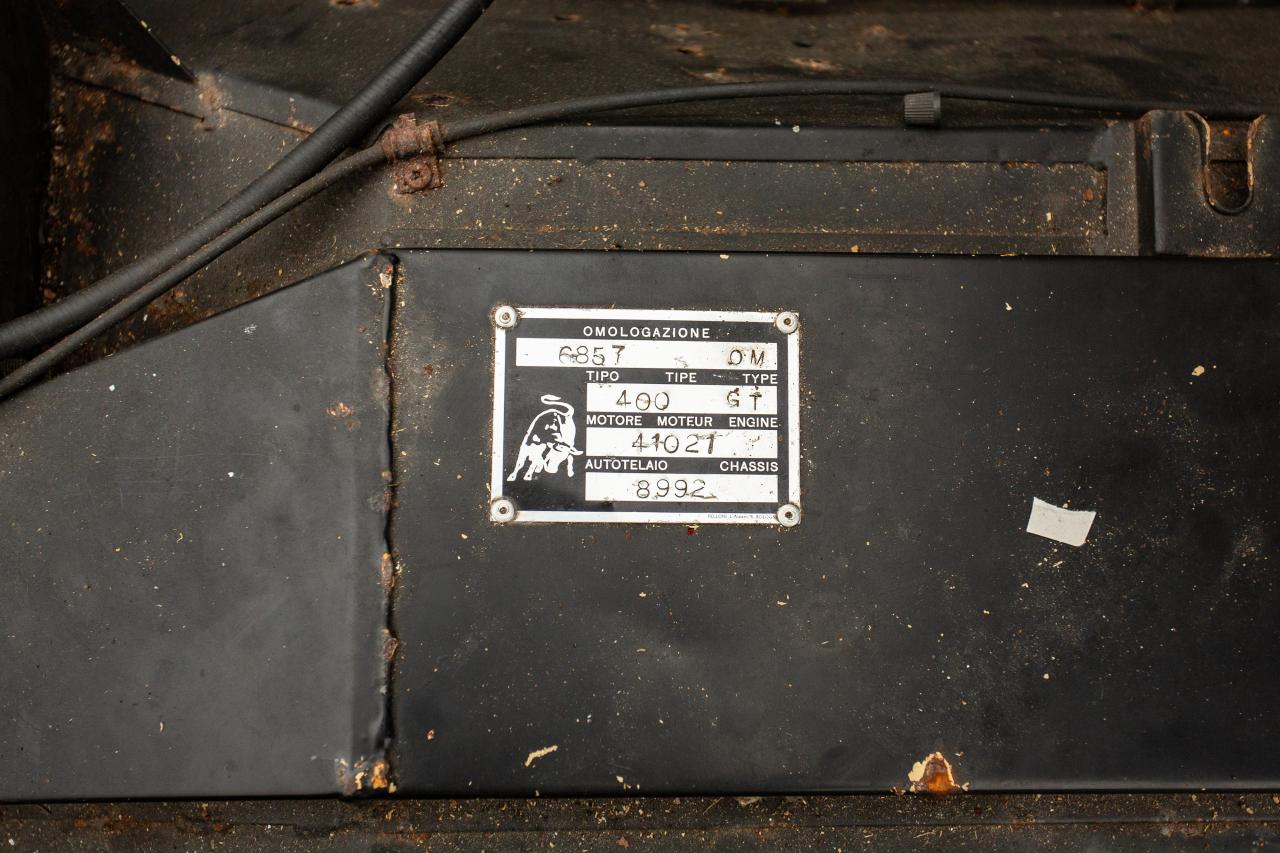 OMOLOGAZIONE
6857 OM
TIPO TIPE TYPE
400 GT
MOTORE MOTEUR ENGINE
41021
AUTOTELAIO CHASSIS
8992